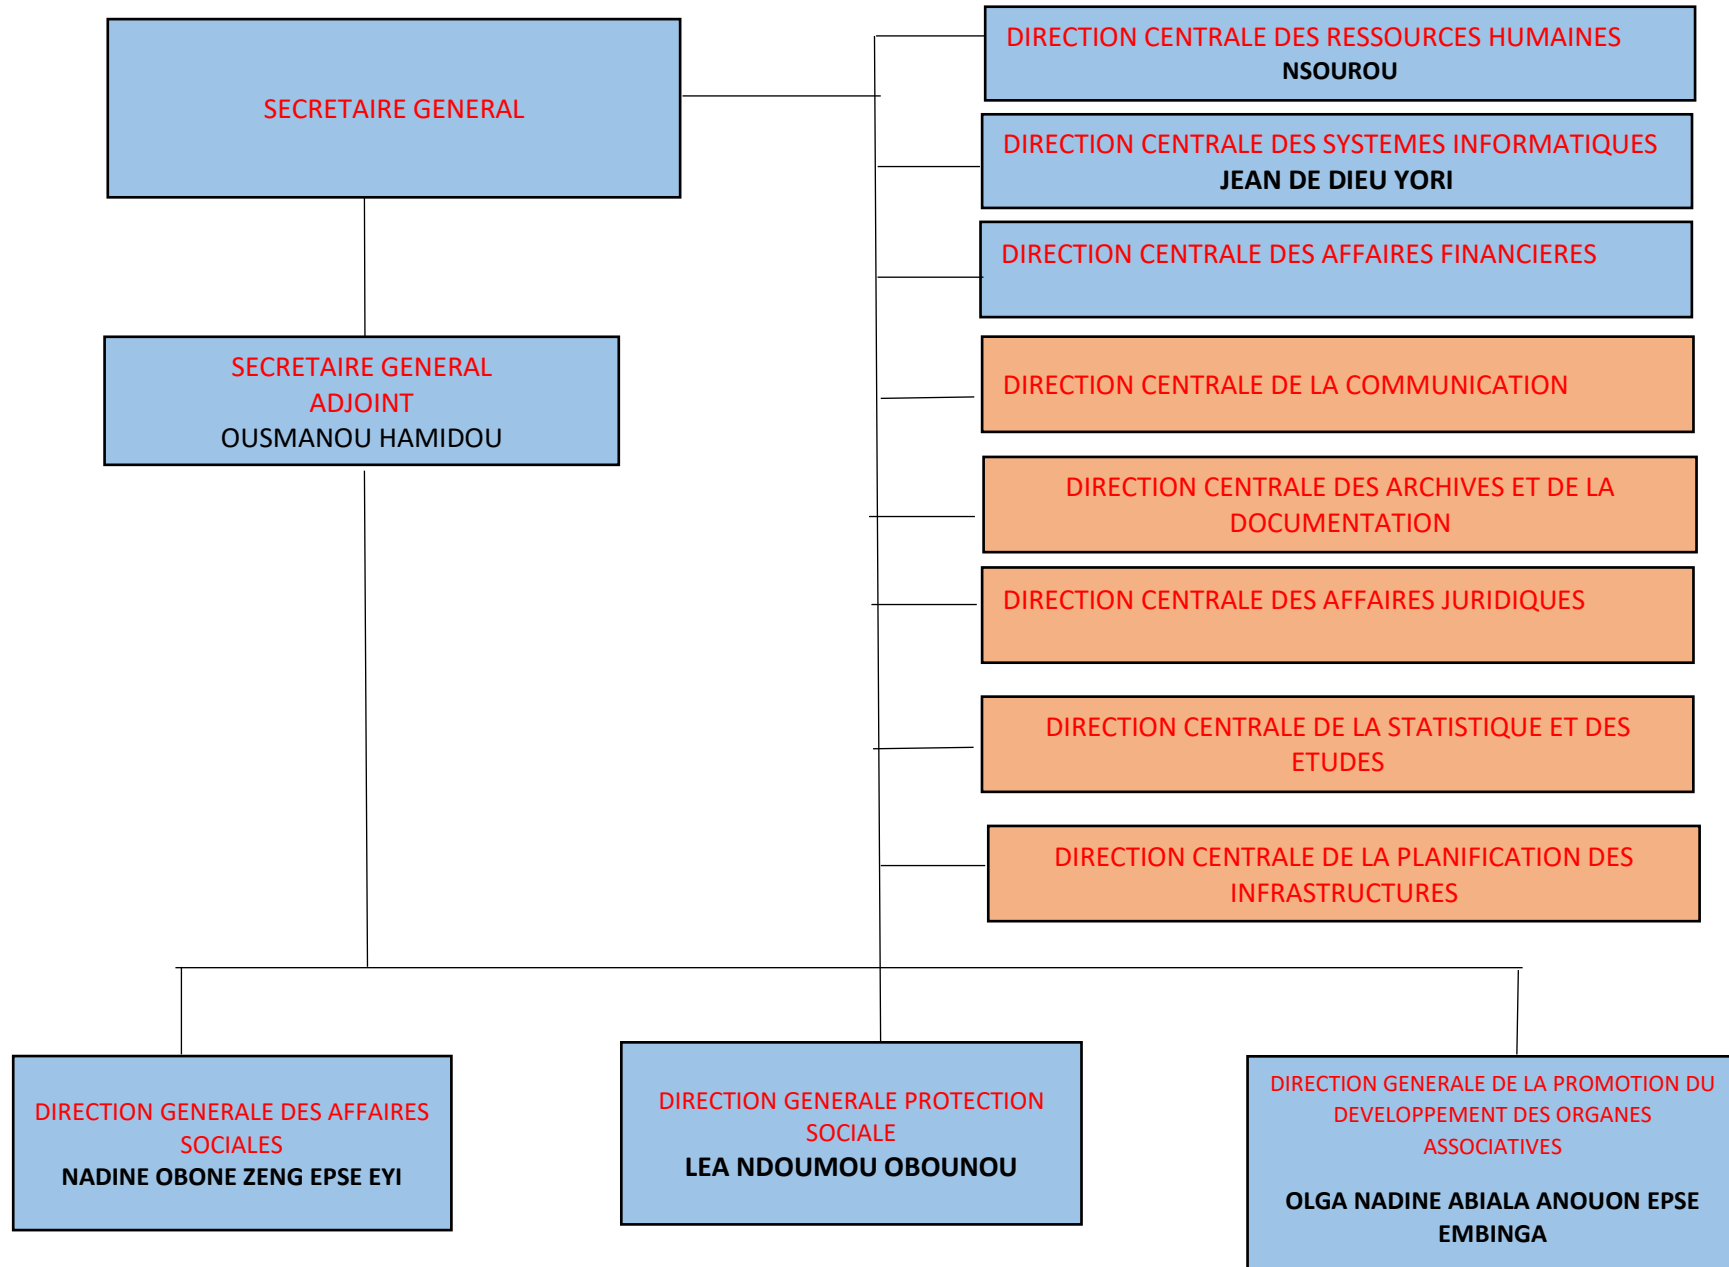 SECRETAIRE GENERAL
SECRETAIRE GENERAL
ADJOINT
OUSMANOU HAMIDOU
DIRECTION CENTRALE DES RESSOURCES HUMAINES
NSOUROU
DIRECTION CENTRALE DES SYSTEMES INFORMATIQUES
JEAN DE DIEU YORI
DIRECTION CENTRALE DES AFFAIRES FINANCIERES
DIRECTION CENTRALE DE LA COMMUNICATION
DIRECTION CENTRALE DES ARCHIVES ET DE LA
DOCUMENTATION
DIRECTION CENTRALE DES AFFAIRES JURIDIQUES
DIRECTION CENTRALE DE LA STATISTIQUE ET DES
ETUDES
DIRECTION CENTRALE DE LA PLANIFICATION DES
INFRASTRUCTURES
DIRECTION GENERALE DES AFFAIRES
SOCIALES
NADINE OBONE ZENG EPSE EYI
DIRECTION GENERALE PROTECTION
SOCIALE
LEA NDOUMOU OBOUNOU
DIRECTION GENERALE DE LA PROMOTION DU
DEVELOPPEMENT DES ORGANES
ASSOCIATIVES
OLGA NADINE ABIALA ANOUON EPSE
EMBINGA